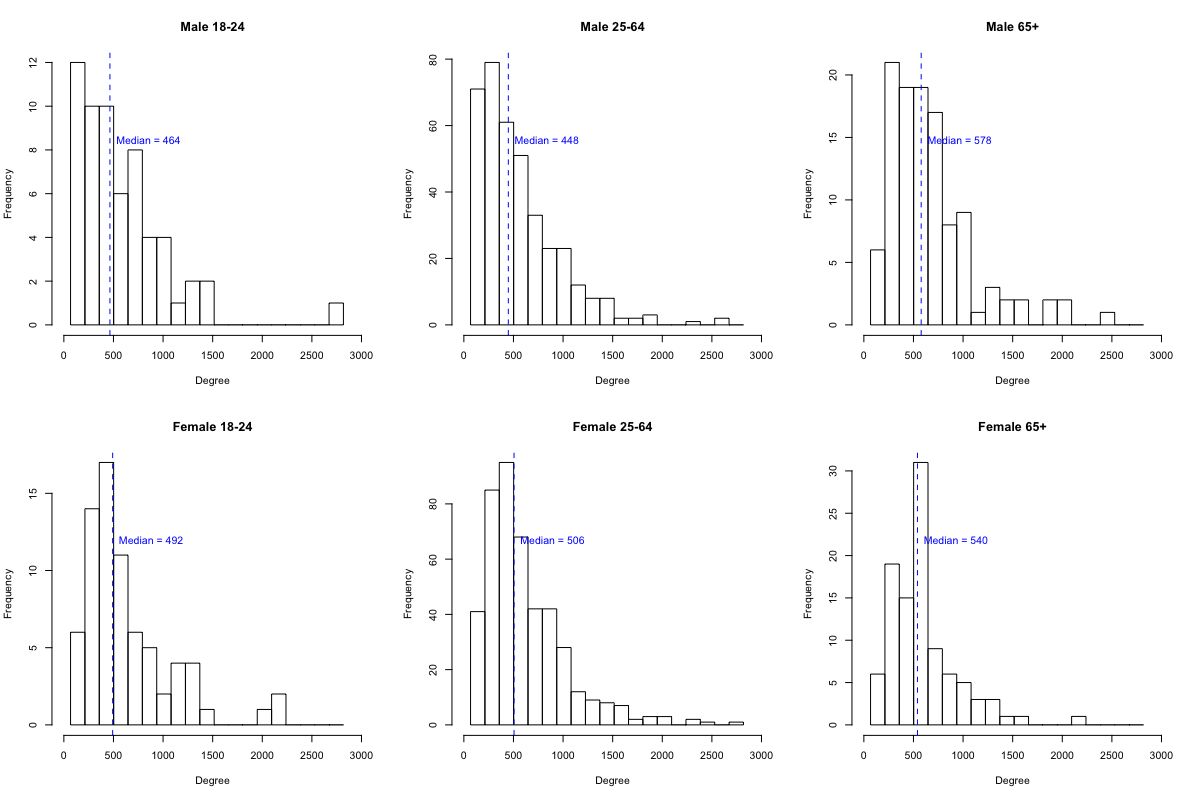 Male 18-24
Frequency
0
2
4
6
8
10
12
Median = 464
0 500 1000 1500 2000 2500 3000
Degree
Male 25-64
Frequency
0
20
40
60
80
Median = 448
0 500 1000 1500 2000 2500 3000
Degree
Male 65+
Frequency
0
5
10
15
20
Median = 578
0 500 1000 1500 2000 2500 3000
Degree
Female 18-24
Frequency
0
5
10
15
Median = 492
0 500 1000 1500 2000 2500 3000
Degree
Female 25-64
Frequency
0
20
40
60
80
Median = 506
0 500 1000 1500 2000 2500 3000
Degree
Female 65+
Frequency
0
5
10
15
20
25
30
Median = 540
0 500 1000 1500 2000 2500 3000
Degree